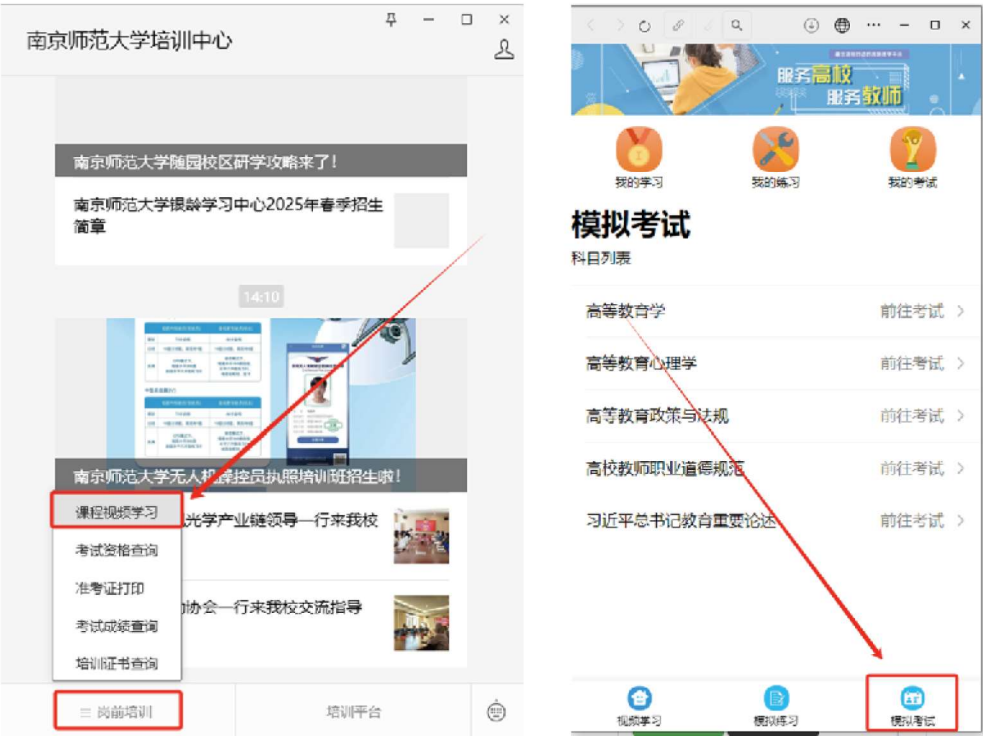 南京师范大学培训中心
南京师范大学随园校区研学攻略来了！
南京师范大学银龄学习中心2025年春季招生
简章
14:10
南京师范大学无人机操控员执照培训班招生啦！
课程视频学习
光学产业链领导一行来我校
考试资格查询
准考证打印
协会一行来我校交流指导
考试成绩查询
培训证书查询
岗前培训
培训平台
服务高校
服务教师
我的学习
我的练习
我的考试
模拟考试
科目列表
高等教育学 前往考试
高等教育心理学 前往考试
高等教育政策与法规 前往考试
高校教师职业道德规范 前往考试
习近平总书记教育重要论述 前往考试
视频学习
模拟练习
模拟考试